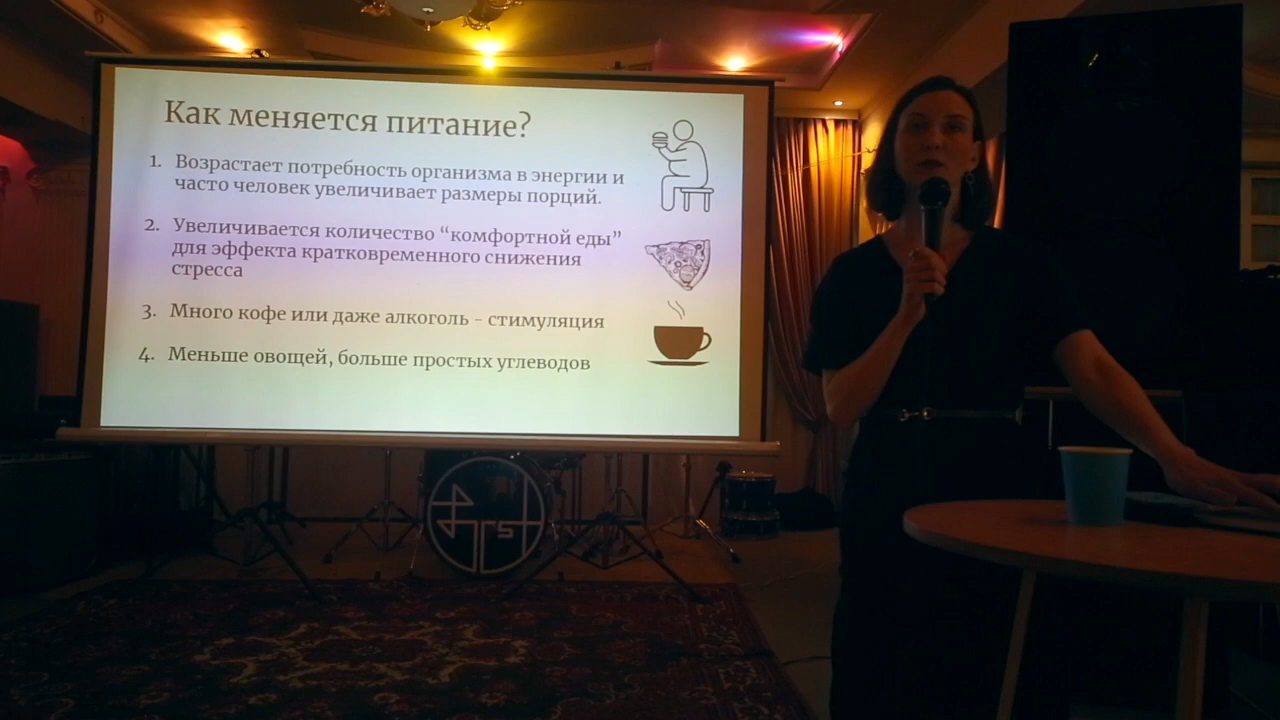 Как меняется питание?
1. Возрастает потребность организма в энергии и
часто человек увеличивает размеры порций.
2. Увеличивается количество “комфортной еды”
для эффекта кратковременного снижения
стресса
3. Много кофе или даже алкоголь - стимуляция
4. Меньше овощей, больше простых углеводов